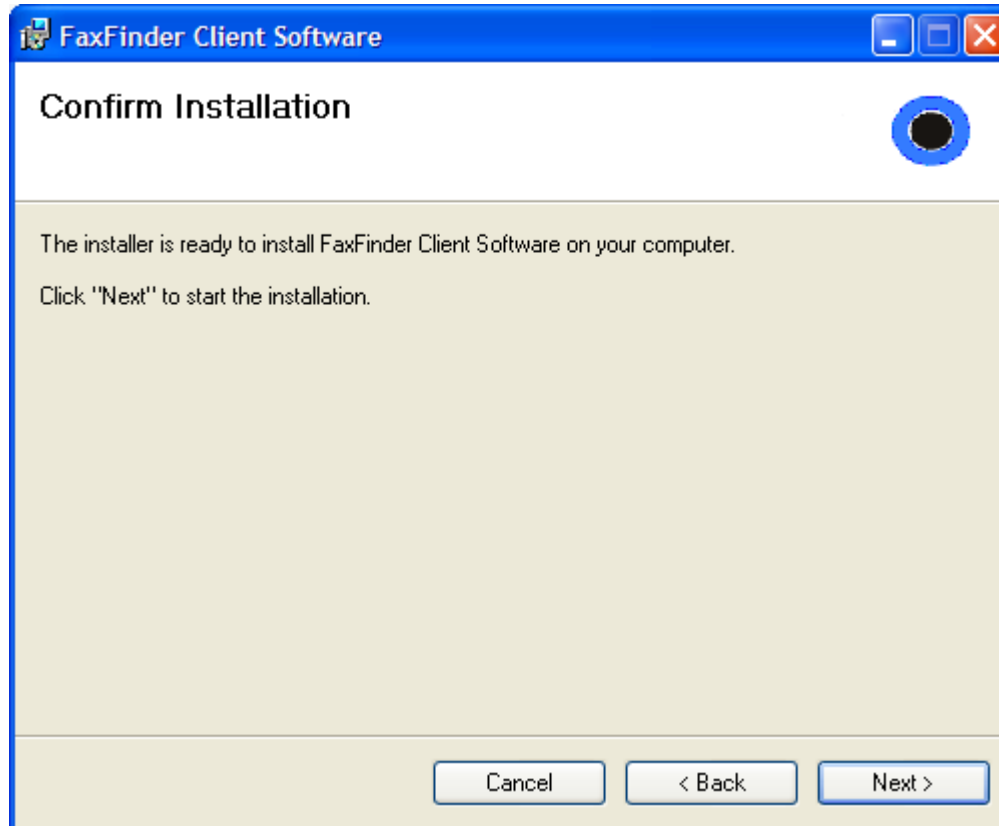 FaxFinder Client Software
Confirm Installation
The installer is ready to install FaxFinder Client Software on your computer.
Click "Next" to start the installation.
Cancel
< Back
Next >